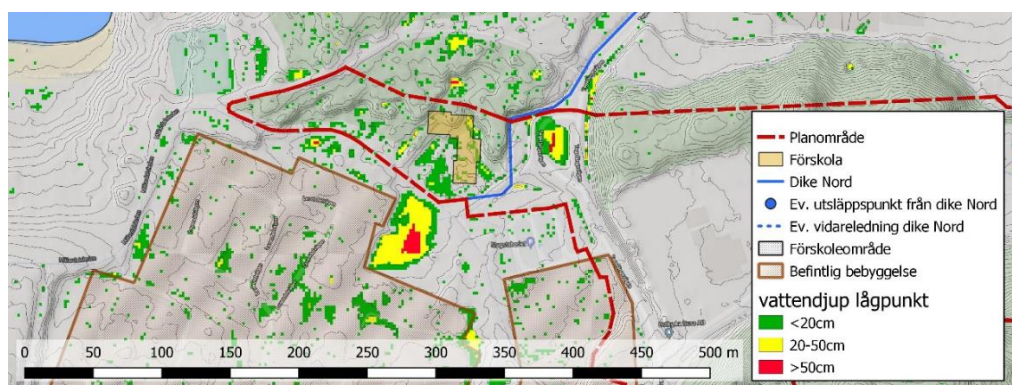 Planområde
Förskola
Dike Nord
Ev. utsläppspunkt från dike Nord
Ev. vidareledning dike Nord
Förskoleområde
Befintlig bebyggelse
vattendjup lågpunkt
<20cm
20-50cm
>50cm
0 50 100 150 200 250 300 350 400 450 500 m